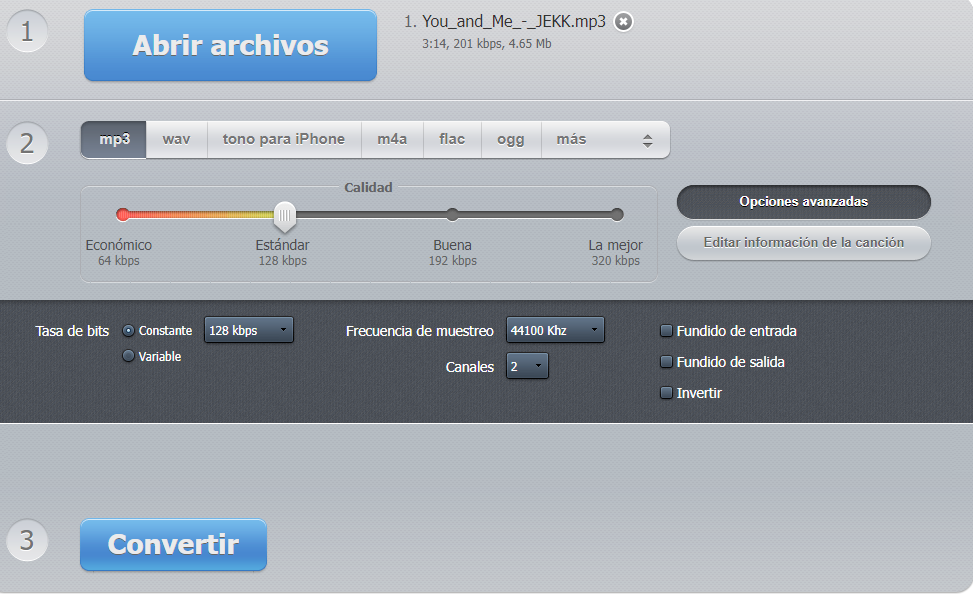 1
Abrir archivos
1. You_and_Me_-_JEKK.mp3
3:14, 201 kbps, 4.65 Mb
2
mp3 wav tono para iPhone m4a flac ogg más
Calidad
Económico Estándar Buena La mejor
64 kbps 128 kbps 192 kbps 320 kbps
Opciones avanzadas
Editar información de la canción
Tasa de bits Constante 128 kbps
Variable
Frecuencia de muestreo 44100 Khz
Canales 2
Fundido de entrada
Fundido de salida
Invertir
3
Convertir